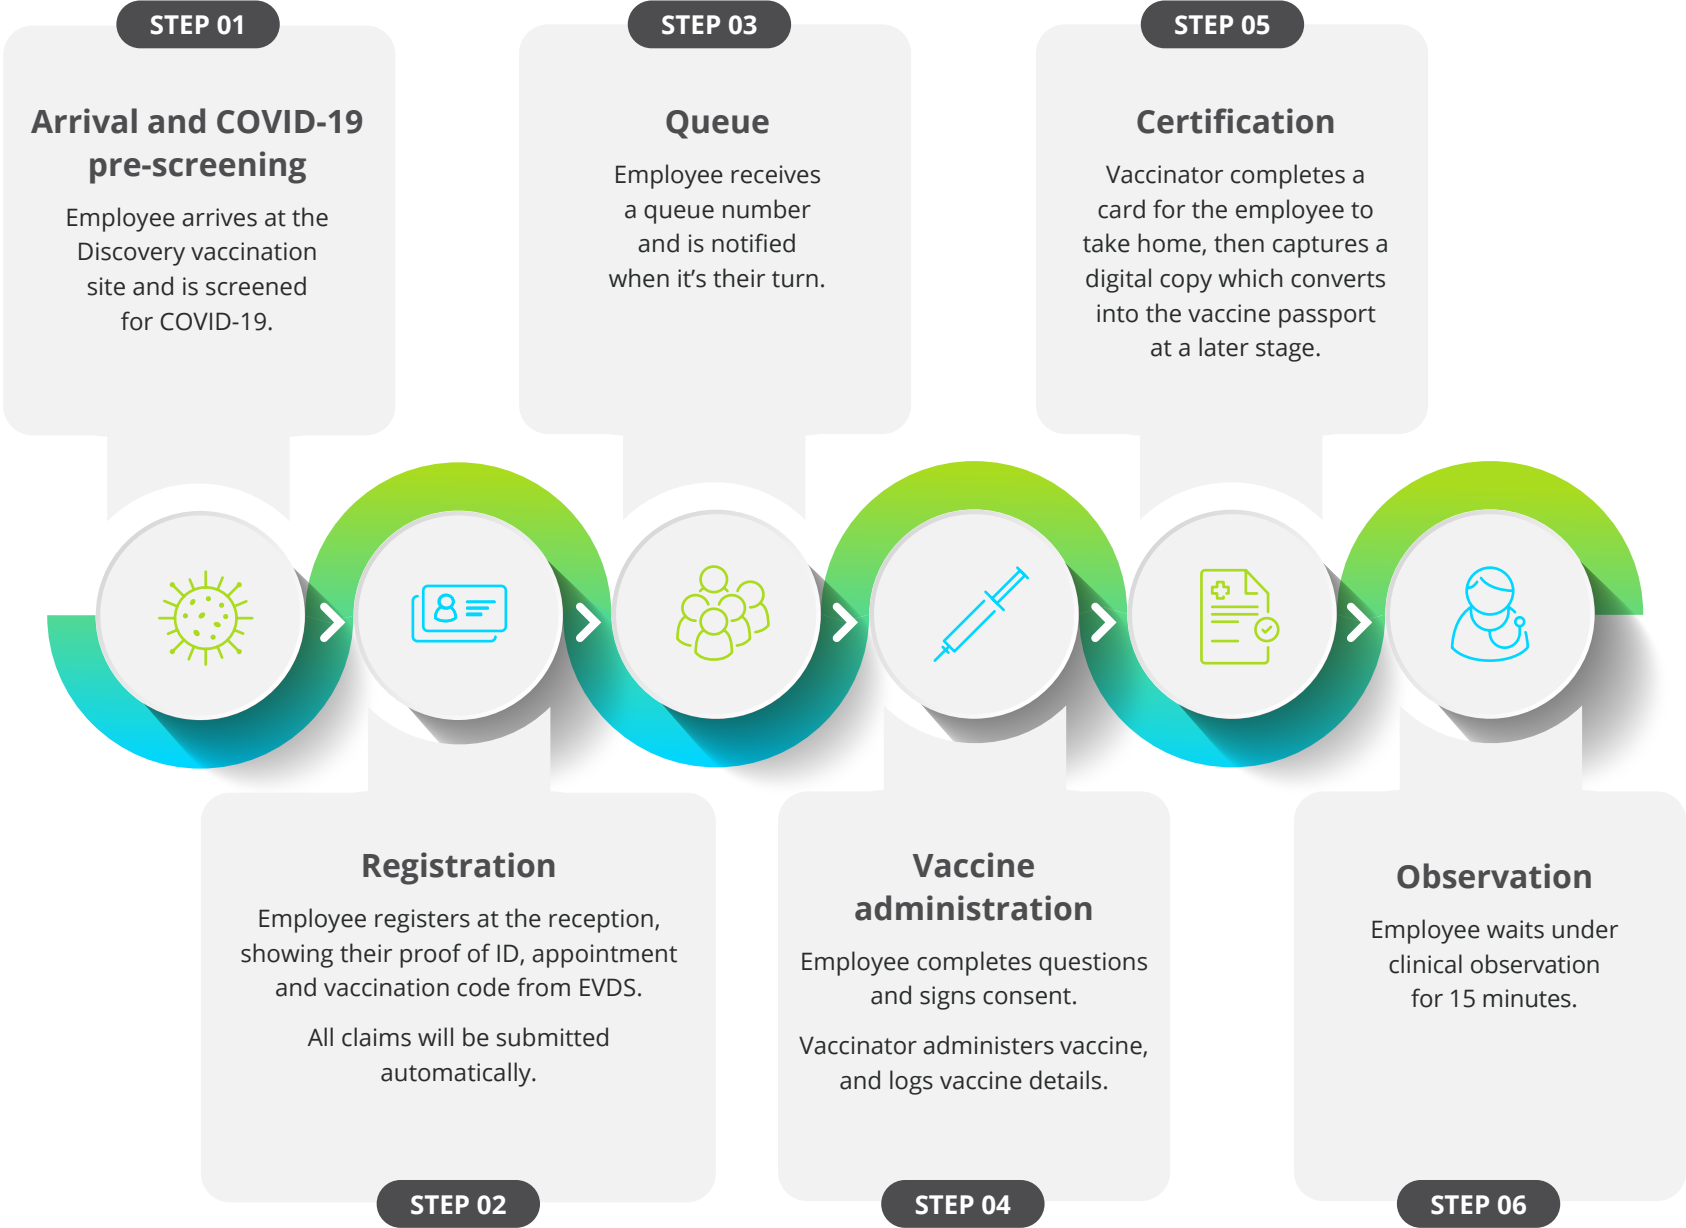 STEP 01
Arrival and COVID-19
pre-screening
Employee arrives at the
Discovery vaccination
site and is screened
for COVID-19.
Registration
Employee registers at the reception,
showing their proof of ID, appointment
and vaccination code from EVDS.
All claims will be submitted
automatically.
STEP 02
STEP 03
Queue
Employee receives
a queue number
and is notified
when it’s their turn.
Vaccine
administration
Employee completes questions
and signs consent.
Vaccinator administers vaccine,
and logs vaccine details.
STEP 04
STEP 05
Certification
Vaccinator completes a
card for the employee to
take home, then captures a
digital copy which converts
into the vaccine passport
at a later stage.
Observation
Employee waits under
clinical observation
for 15 minutes.
STEP 06